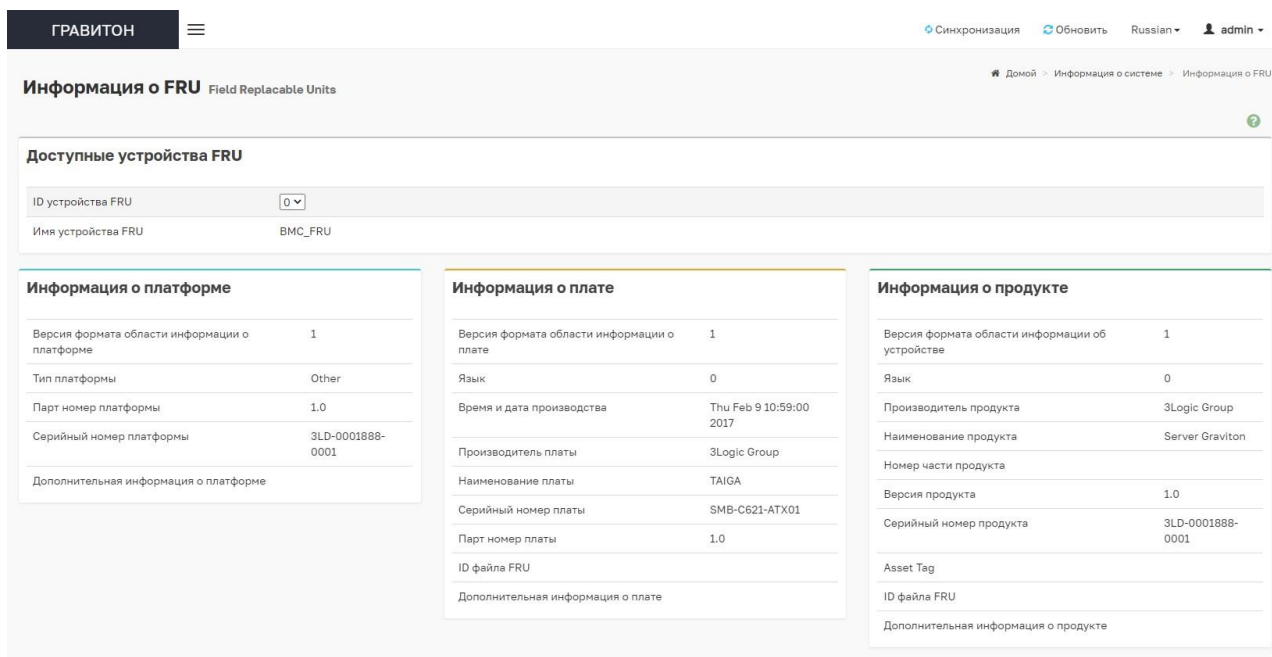 ГРАВИТОН
Синхронизация Обновить Russian admin
Информация о FRU Field Replacable Units
Домой > Информация о системе > Информация о FRU
Доступные устройства FRU
ID устройства FRU 0
Имя устройства FRU BMC_FRU
Информация о платформе
Версия формата области информации о 1
платформе
Тип платформы Other
Парт номер платформы 1.0
Серийный номер платформы 3LD-0001888-
0001
Дополнительная информация о платформе
Информация о плате
Версия формата области информации о 1
плате
Язык 0
Время и дата производства Thu Feb 9 10:59:00
2017
Производитель платы 3Logic Group
Наименование платы TAIGA
Серийный номер платы SMB-C621-ATX01
Парт номер платы 1.0
ID файла FRU
Дополнительная информация о плате
Информация о продукте
Версия формата области информации об 1
устройстве
Язык 0
Производитель продукта 3Logic Group
Наименование продукта Server Graviton
Номер части продукта
Версия продукта 1.0
Серийный номер продукта 3LD-0001888-
0001
Asset Tag
ID файла FRU
Дополнительная информация о продукте